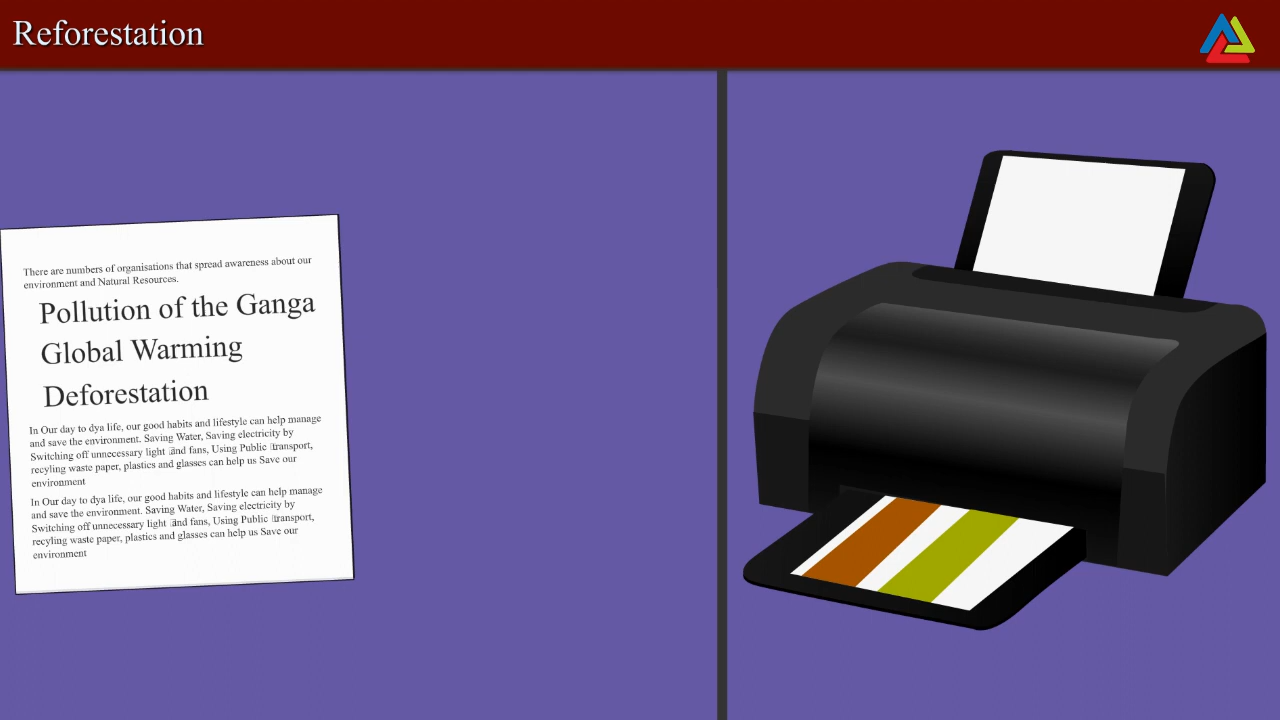 Reforestation
There are numbers of organisations that spread awareness about our
environment and Natural Resources.
Pollution of the Ganga
Global Warming
Deforestation
In Our day to dya life, our good habits and lifestyle can help manage
and save the environment. Saving Water, Saving electricity by
Switching off unnecessary light and fans, Using Public transport,
recyling waste paper, plastics and glasses can help us Save our
environment
In Our day to dya life, our good habits and lifestyle can help manage
and save the environment. Saving Water, Saving electricity by
Switching off unnecessary light and fans, Using Public transport,
recyling waste paper, plastics and glasses can help us Save our
environment